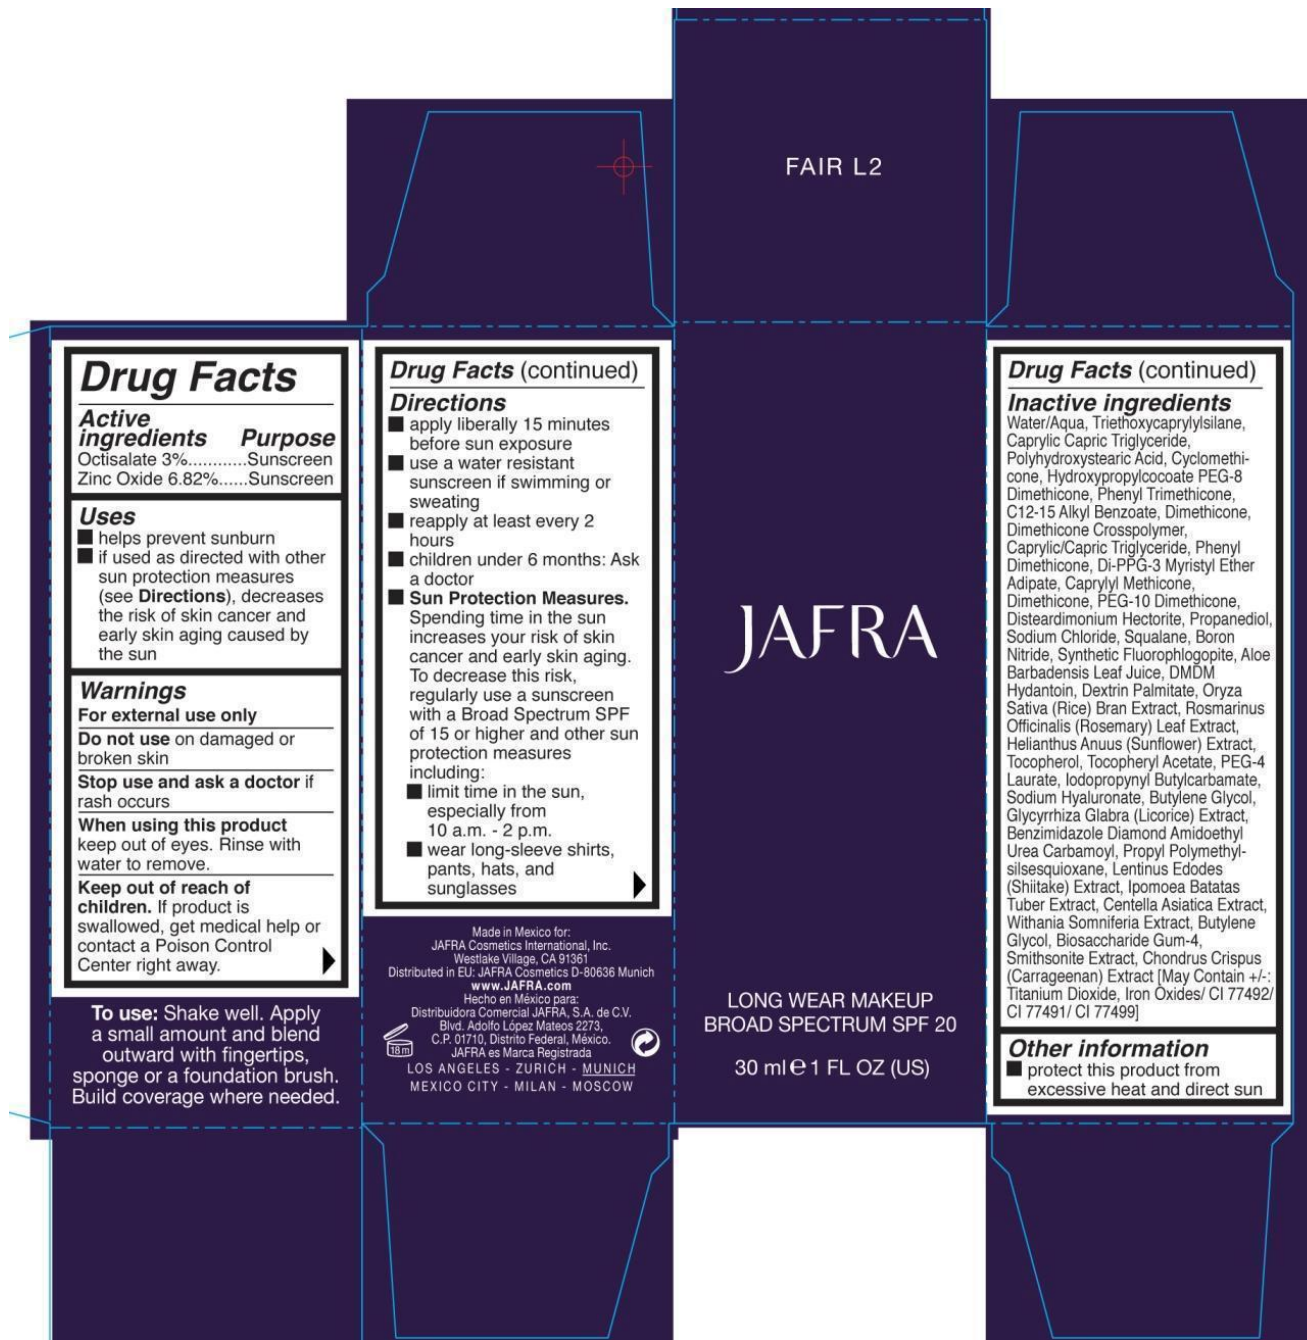 FAIR L2
Drug Facts
Active
ingredients Purpose
Octisalate 3%............Sunscreen
Zinc Oxide 6.82%......Sunscreen
Uses
■ helps prevent sunburn
■ if used as directed with other
sun protection measures
(see Directions), decreases
the risk of skin cancer and
early skin aging caused by
the sun
Warnings
For external use only
Do not use on damaged or
broken skin
Stop use and ask a doctor if
rash occurs
When using this product
keep out of eyes. Rinse with
water to remove.
Keep out of reach of
children. If product is
swallowed, get medical help or
contact a Poison Control
Center right away.
To use: Shake well. Apply
a small amount and blend
outward with fingertips,
sponge or a foundation brush.
Build coverage where needed.
Drug Facts (continued)
Directions
■ apply liberally 15 minutes
before sun exposure
■ use a water resistant
sunscreen if swimming or
sweating
■ reapply at least every 2
hours
■ children under 6 months: Ask
a doctor
■ Sun Protection Measures.
Spending time in the sun
increases your risk of skin
cancer and early skin aging.
To decrease this risk,
regularly use a sunscreen
with a Broad Spectrum SPF
of 15 or higher and other sun
protection measures
including:
■ limit time in the sun,
especially from
10 a.m. - 2 p.m.
■ wear long-sleeve shirts,
pants, hats, and
sunglasses
Made in Mexico for:
JAFRA Cosmetics International, Inc.
Westlake Village, CA 91361
Distributed in EU: JAFRA Cosmetics D-80636 Munich
www.JAFRA.com
Hecho en México para:
Distribuidora Comercial JAFRA, S.A. de C.V.
Blvd. Adolfo López Mateos 2273,
C.P. 01710, Distrito Federal, México.
JAFRA es Marca Registrada
18m
LOS ANGELES - ZURICH - MUNICH
MEXICO CITY - MILAN - MOSCOW
JAFRA
LONG WEAR MAKEUP
BROAD SPECTRUM SPF 20
30 ml ℮ 1 FL OZ (US)
Drug Facts (continued)
Inactive ingredients
Water/Aqua, Triethoxycaprylylsilane,
Caprylic Capric Triglyceride,
Polyhydroxystearic Acid, Cyclomethi-
cone, Hydroxypropylcocoate PEG-8
Dimethicone, Phenyl Trimethicone,
C12-15 Alkyl Benzoate, Dimethicone,
Dimethicone Crosspolymer,
Caprylic/Capric Triglyceride, Phenyl
Dimethicone, Di-PPG-3 Myristyl Ether
Adipate, Caprylyl Methicone,
Dimethicone, PEG-10 Dimethicone,
Disteardimonium Hectorite, Propanediol,
Sodium Chloride, Squalane, Boron
Nitride, Synthetic Fluorophlogopite, Aloe
Barbadensis Leaf Juice, DMDM
Hydantoin, Dextrin Palmitate, Oryza
Sativa (Rice) Bran Extract, Rosmarinus
Officinalis (Rosemary) Leaf Extract,
Helianthus Anuus (Sunflower) Extract,
Tocopherol, Tocopheryl Acetate, PEG-4
Laurate, Iodopropynyl Butylcarbamate,
Sodium Hyaluronate, Butylene Glycol,
Glycyrrhiza Glabra (Licorice) Extract,
Benzimidazole Diamond Amidoethyl
Urea Carbamoyl, Propyl Polymethyl-
silsesquioxane, Lentinus Edodes
(Shiitake) Extract, Ipomoea Batatas
Tuber Extract, Centella Asiatica Extract,
Withania Somniferia Extract, Butylene
Glycol, Biosaccharide Gum-4,
Smithsonite Extract, Chondrus Crispus
(Carrageenan) Extract [May Contain +/-:
Titanium Dioxide, Iron Oxides/ CI 77492/
CI 77491/ CI 77499]
Other information
■ protect this product from
excessive heat and direct sun